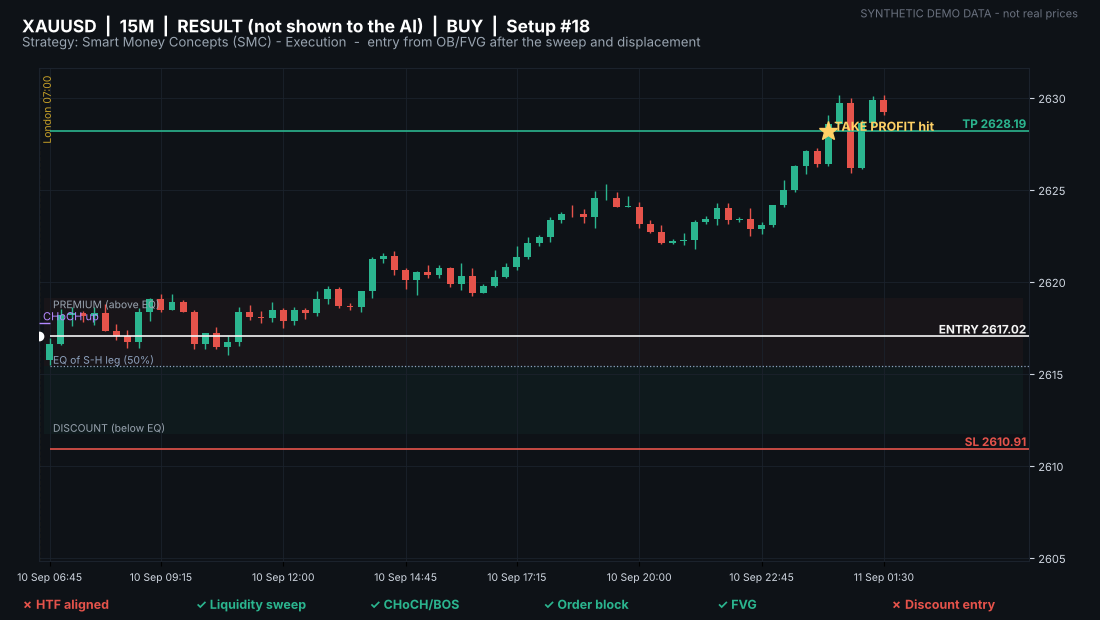 SYNTHETIC DEMO DATA - not real prices
XAUUSD | 15M | RESULT (not shown to the AI) | BUY | Setup #18
Strategy: Smart Money Concepts (SMC) - Execution - entry from OB/FVG after the sweep and displacement
London 07:00
2630
TAKE PROFIT hit
TP 2628.19
2625
2620
PREMIUM (above EQ)
CHoCH up
ENTRY 2617.02
EQ of S-H leg (50%)
2615
DISCOUNT (below EQ)
SL 2610.91
2610
2605
10 Sep 06:45
10 Sep 09:15
10 Sep 12:00
10 Sep 14:45
10 Sep 17:15
10 Sep 20:00
10 Sep 22:45
11 Sep 01:30
× HTF aligned
✓ Liquidity sweep
✓ CHoCH/BOS
✓ Order block
✓ FVG
× Discount entry